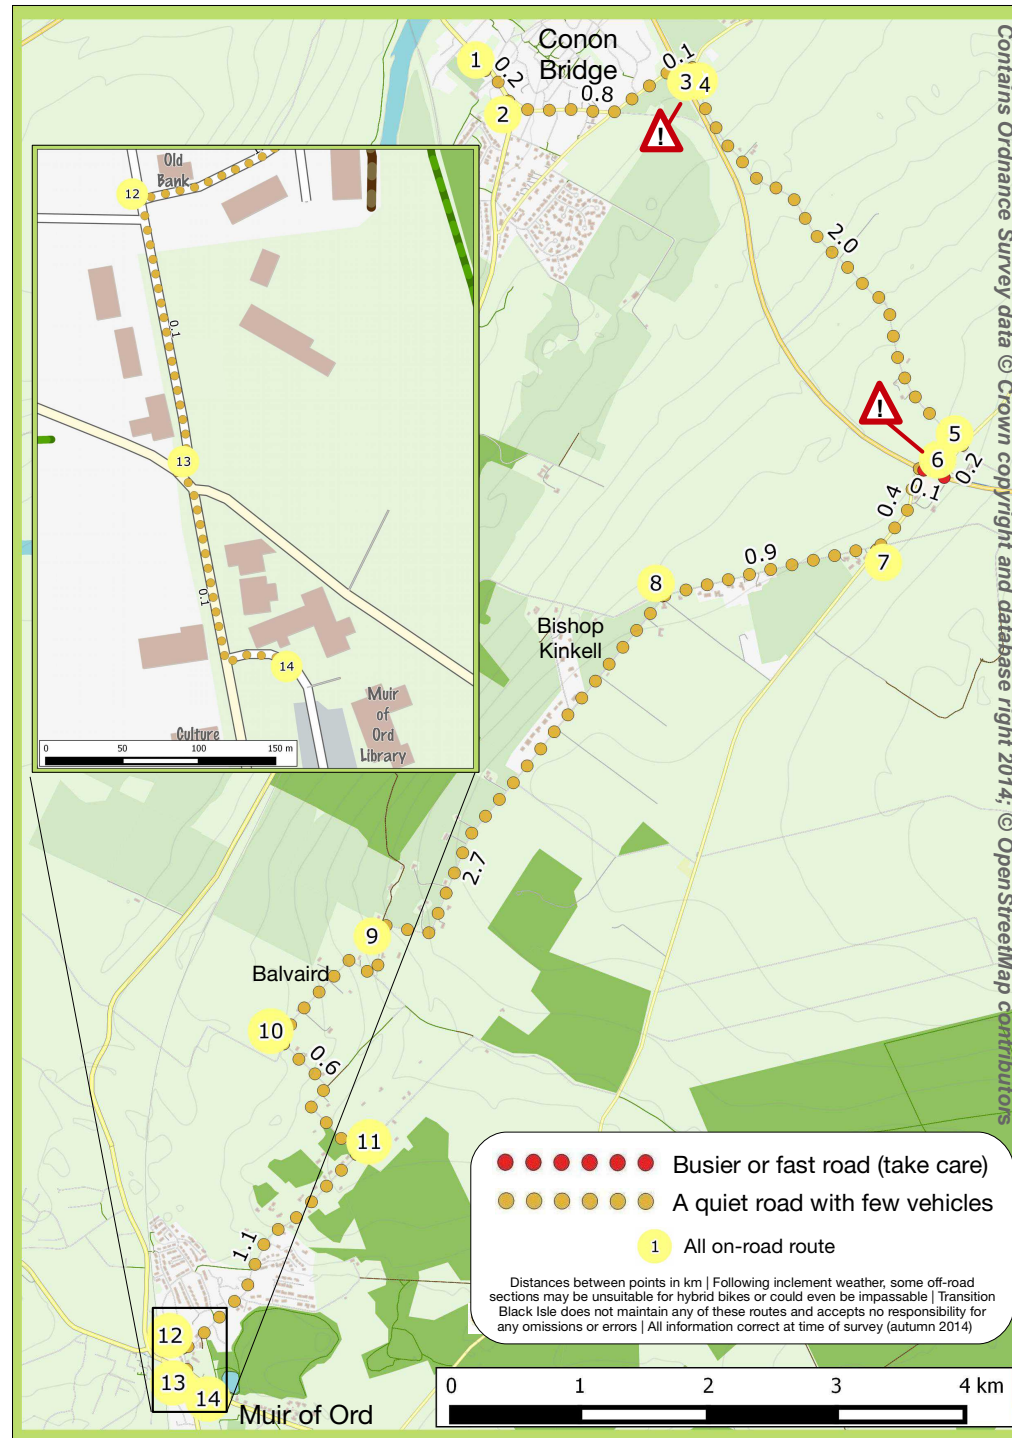 Conon
Bridge
1
0.2
2
0.8
0.1
3
4
!
2.0
!
5
6
0.2
0.1
0.4
7
0.9
8
Bishop
Kinkell
2.7
9
Balvaird
10
0.6
11
1.1
12
13
14
Muir of Ord
Old
Bank
12
0.1
13
0.1
14
Muir
of
Ord
Library
Culture
0 50 100 150 m
Busier or fast road (take care)
A quiet road with few vehicles
1 All on-road route
Distances between points in km | Following inclement weather, some off-road
sections may be unsuitable for hybrid bikes or could even be impassable | Transition
Black Isle does not maintain any of these routes and accepts no responsibility for
any omissions or errors | All information correct at time of survey (autumn 2014)
0 1 2 3 4 km
Contains Ordnance Survey data © Crown copyright and database right 2014; © OpenStreetMap contributors